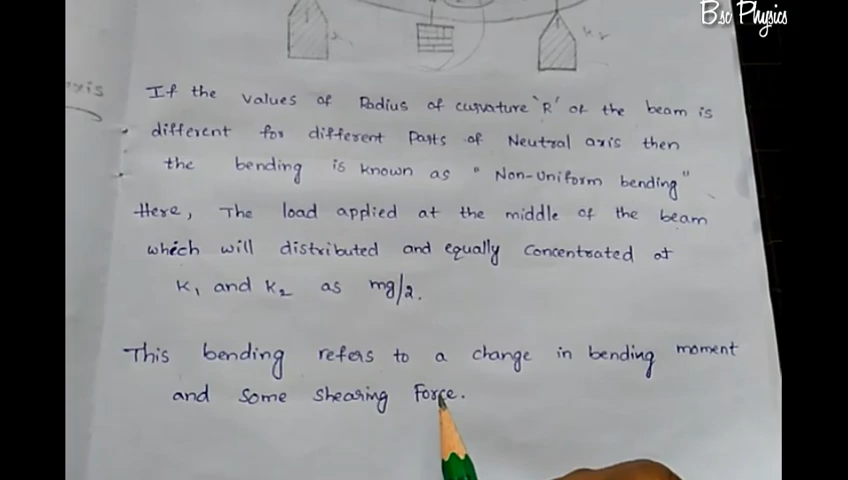 Bsc Physics
K2
xis
If the values of Radius of curvature `R' of the beam is
different for different Parts of Neutral axis then
the bending is known as "Non-Uniform bending"
Here, The load applied at the middle of the beam
which will distributed and equally concentrated at
K1 and K2 as mg/2.
This bending refers to a change in bending moment
and some shearing Force.